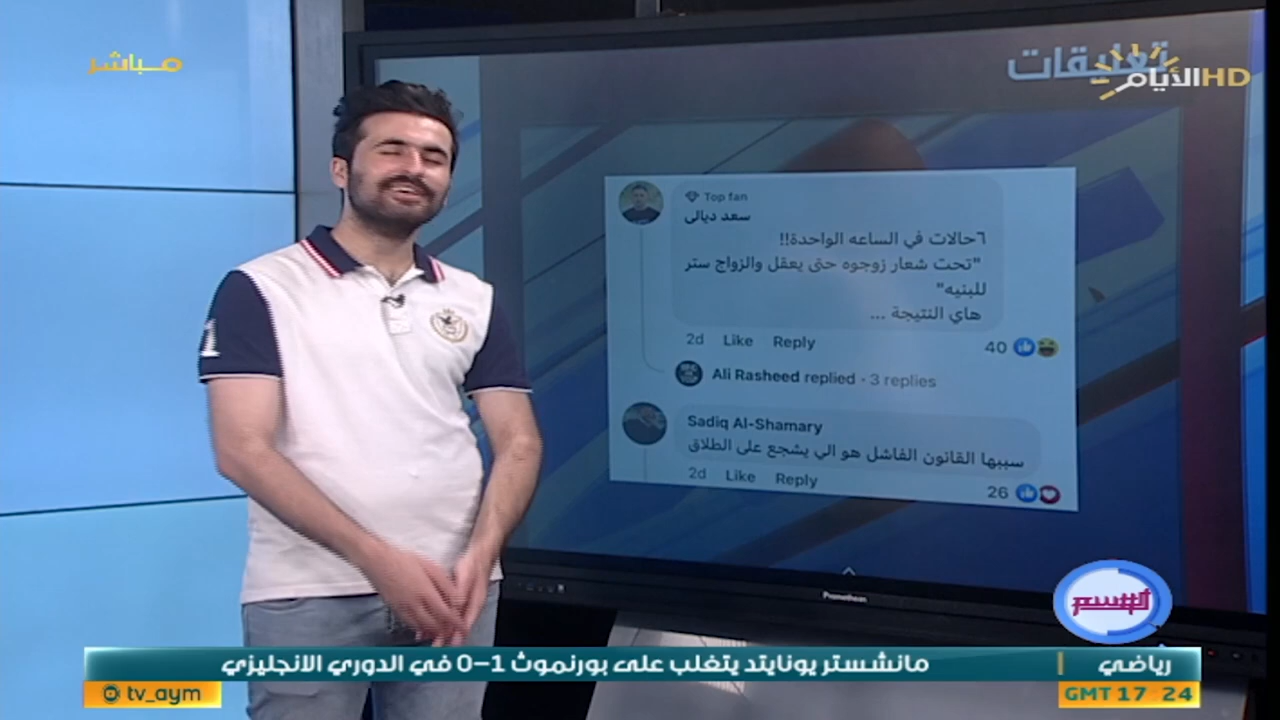 مباشر
تعليقات
الأيام HD
Top fan
سعد ديالى
٦حالات في الساعه الواحدة!!
"تحت شعار زوجوه حتى يعقل والزواج ستر
للبنيه"
هاي النتيجة ...
2d Like Reply 40
Ali Rasheed replied · 3 replies
Sadiq Al-Shamary
سببها القانون الفاشل هو الي يشجع على الطلاق
2d Like Reply 26
Promethean
1
رياضي | مانشستر يونايتد يتغلب على بورنموث 1-0 في الدوري الانجليزي
tv_aym
GMT 17 24